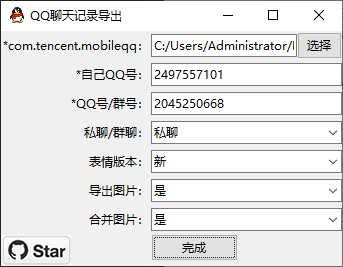 QQ聊天记录导出
*com.tencent.mobileqq: C:/Users/Administrator/ 选择
*自己QQ号: 2497557101
*QQ号/群号: 2045250668
私聊/群聊: 私聊
表情版本: 新
导出图片: 是
合并图片: 是
Star 完成